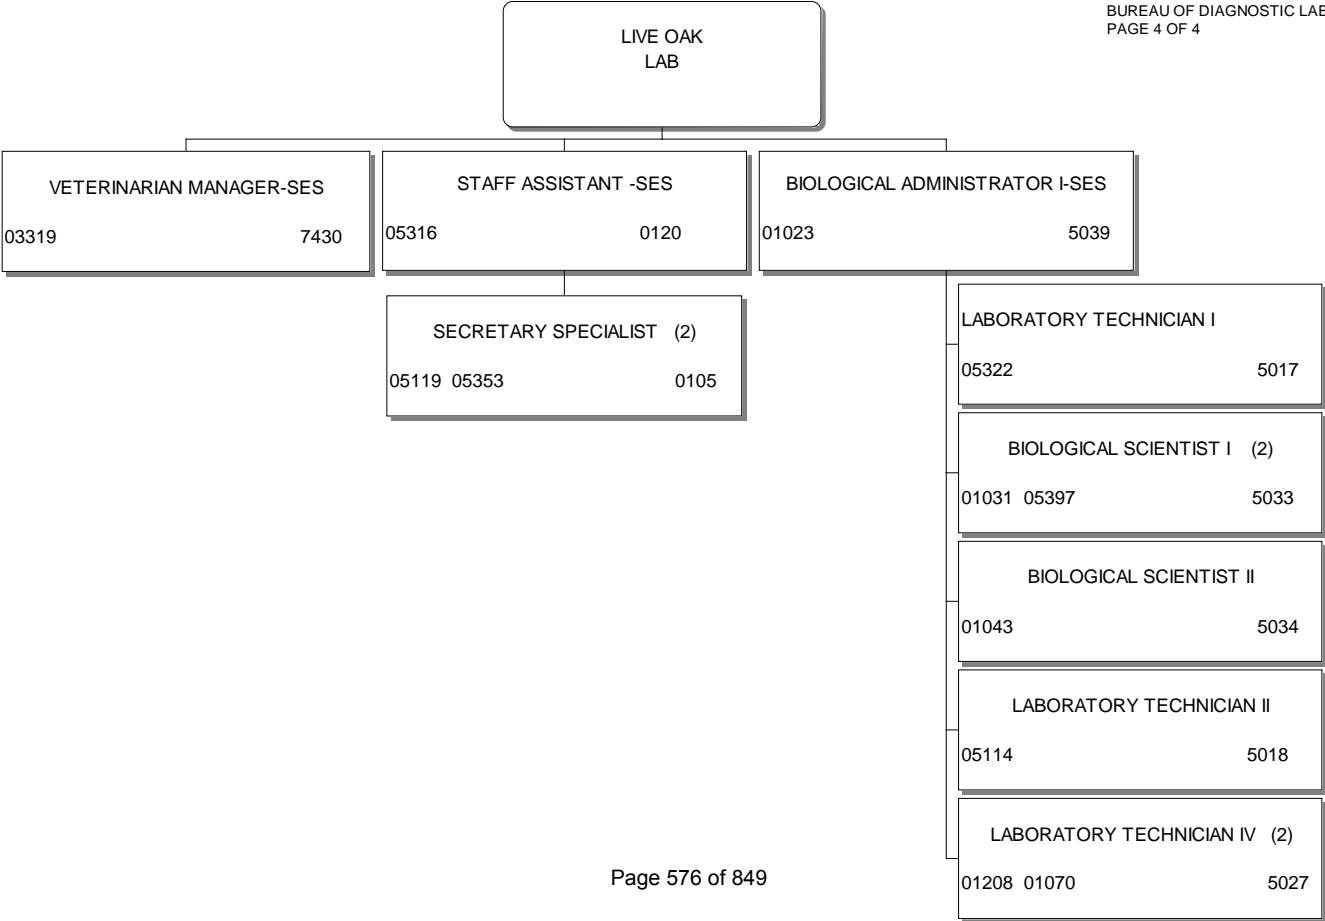 BUREAU OF DIAGNOSTIC LAB
PAGE 4 OF 4
LIVE OAK
LAB
VETERINARIAN MANAGER-SES
03319 7430
STAFF ASSISTANT -SES
05316 0120
BIOLOGICAL ADMINISTRATOR I-SES
01023 5039
SECRETARY SPECIALIST (2)
05119 05353 0105
LABORATORY TECHNICIAN I
05322 5017
BIOLOGICAL SCIENTIST I (2)
01031 05397 5033
BIOLOGICAL SCIENTIST II
01043 5034
LABORATORY TECHNICIAN II
05114 5018
LABORATORY TECHNICIAN IV (2)
01208 01070 5027
Page 576 of 849